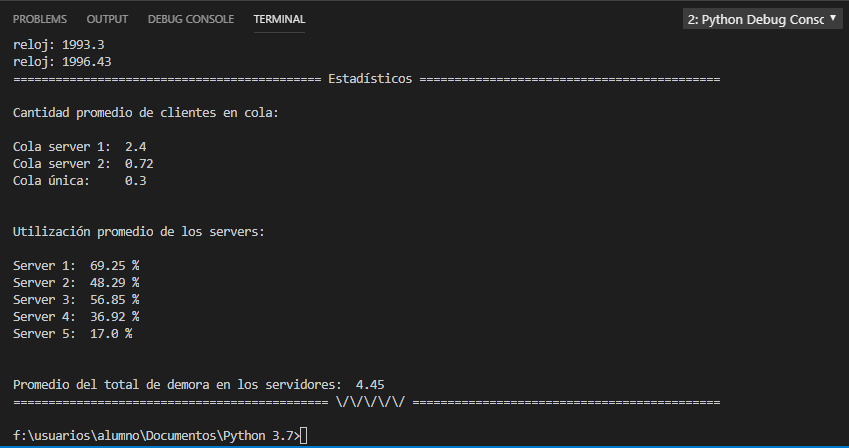 PROBLEMS OUTPUT DEBUG CONSOLE TERMINAL 2: Python Debug Consc
reloj: 1993.3
reloj: 1996.43
============================================ Estadísticos ===========================================
Cantidad promedio de clientes en cola:
Cola server 1: 2.4
Cola server 2: 0.72
Cola única: 0.3
Utilización promedio de los servers:
Server 1: 69.25 %
Server 2: 48.29 %
Server 3: 56.85 %
Server 4: 36.92 %
Server 5: 17.0 %
Promedio del total de demora en los servidores: 4.45
============================================= \/\/\/\/\/ ============================================
f:\usuarios\alumno\Documentos\Python 3.7>